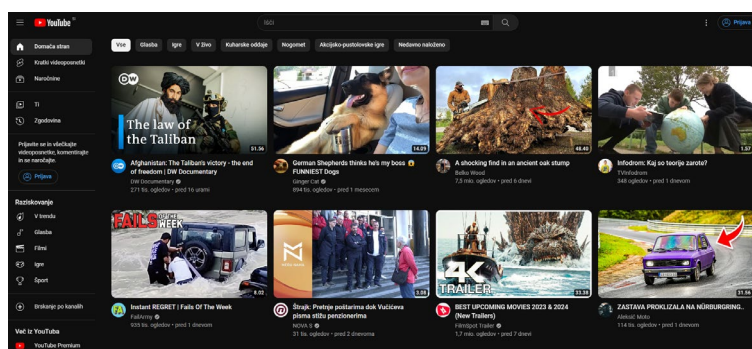 YouTube
Išči
Prijava
Domača stran
Kratki videoposnetki
Naročnine
Ti
Zgodovina
Prijavite se in všečkajte
videoposnetke, komentirajte
in se naročajte.
Prijava
Raziskovanje
V trendu
Glasba
Filmi
Igre
Šport
Brskanje po kanalih
Več iz YouTuba
YouTube Premium
Vse
Glasba
Igre
V živo
Kuharske oddaje
Nogomet
Akcijsko-pustolovske igre
Nedavno naloženo
The law of
the Taliban
51.56
Afghanistan: The Taliban's victory - the end
of freedom | DW Documentary
DW Documentary
271 tis. ogledov • pred 16 urami
14.09
German Shepherds thinks he's my boss
FUNNIEST Dogs
Ginger Cat
894 tis. ogledov • pred 1 mesecem
48.40
A shocking find in an ancient oak stump
Belko Wood
7,5 mio. ogledov • pred 6 dnevi
1.57
Infodrom: Kaj so teorije zarote?
TVInfodrom
348 ogledov • pred 1 dnevom
FAILS OF THE
WEEK
8.02
Instant REGRET | Fails Of The Week
FailArmy
935 tis. ogledov • pred 1 dnevom
3.05
Štrajk: Pretnje poštarima dok Vučićeva
pisma stižu penzionerima
NOVA S
31 tis. ogledov • pred 2 dnevoma
4K
TRAILER
33.38
BEST UPCOMING MOVIES 2023 & 2024
(New Trailers)
FilmSpot Trailer
1,7 mio. ogledov • pred 7 dnevi
31.56
ZASTAVA PROKLIZALA NA NÜRBURGRING..
Aleksić Moto
114 tis. ogledov • pred 1 dnevom